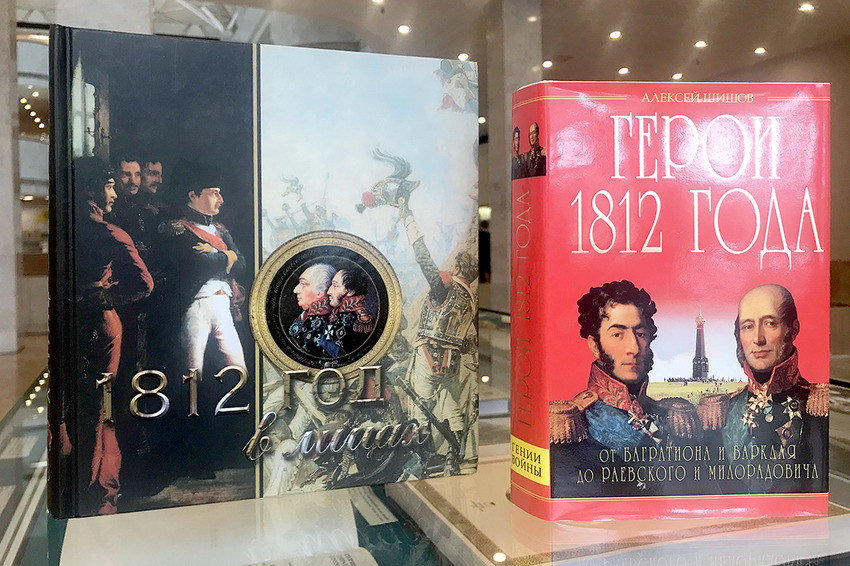 1812 ГОД
в лицах
АЛЕКСЕЙ ШИШОВ
ГЕРОИ
1812 ГОДА
ОТ БАГРАТИОНА И БАРКЛАЯ
ДО РАЕВСКОГО И МИЛОРАДОВИЧА
ГЕРОИ 1812 ГОДА
ГЕНИИ
ВОЙНЫ